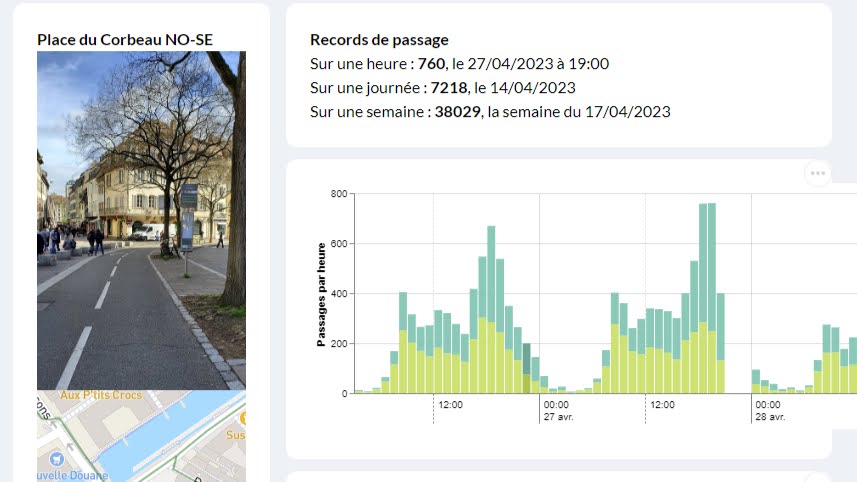 Place du Corbeau NO-SE
Aux P'tits Crocs
Sus
uvelle Douane
Records de passage
Sur une heure : 760, le 27/04/2023 à 19:00
Sur une journée : 7218, le 14/04/2023
Sur une semaine : 38029, la semaine du 17/04/2023
Passages par heure
800
600
400
200
0
12:00
00:00
27 avr.
12:00
00:00
28 avr.